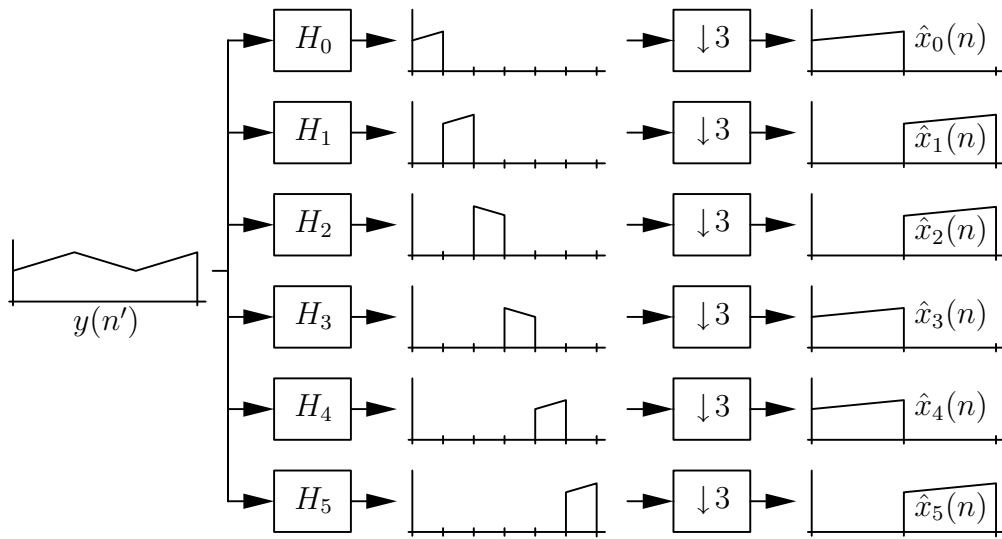 H₀ ↓3 x̂₀(n)
H₁ ↓3 x̂₁(n)
H₂ ↓3 x̂₂(n)
y(n′)
H₃ ↓3 x̂₃(n)
H₄ ↓3 x̂₄(n)
H₅ ↓3 x̂₅(n)